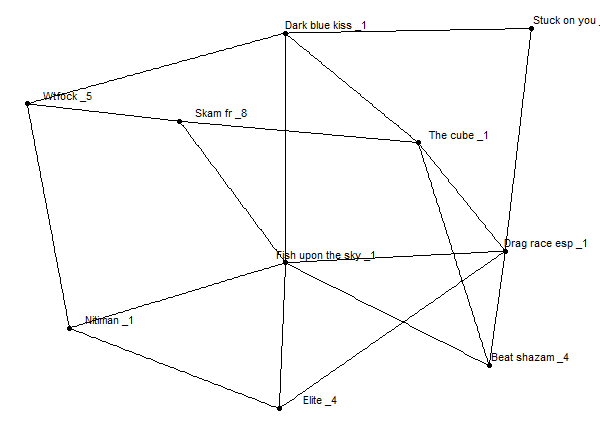 Dark blue kiss _1
Stuck on you _
Wtfock _5
Skam fr _8
The cube _1
Drag race esp _1
Fish upon the sky _1
Nitiman _1
Beat shazam _4
Elite _4